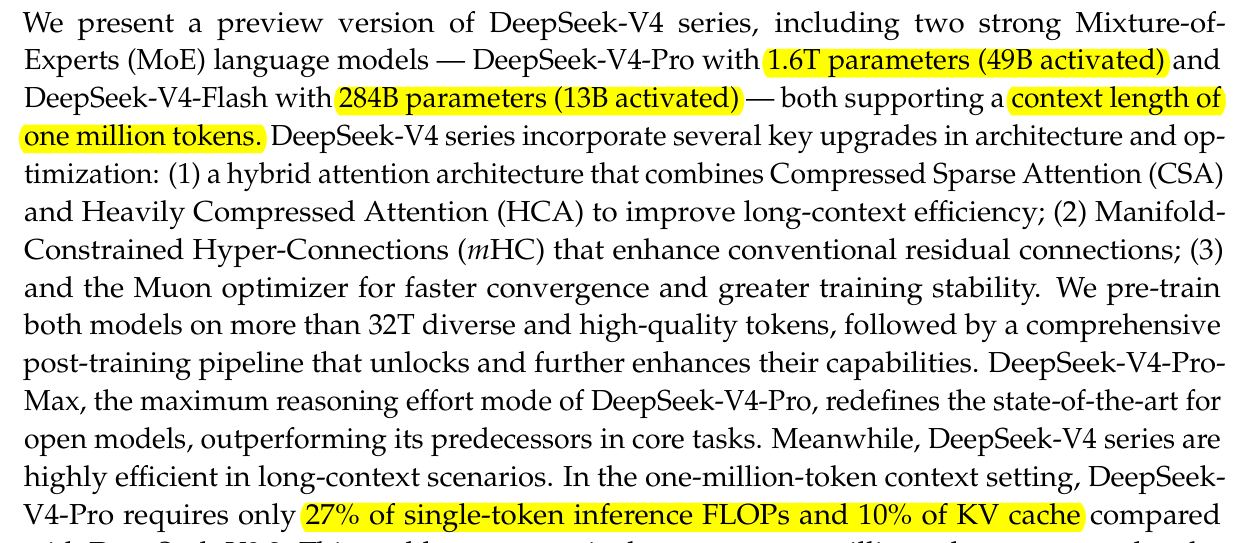 We present a preview version of DeepSeek-V4 series, including two strong Mixture-of-
Experts (MoE) language models — DeepSeek-V4-Pro with 1.6T parameters (49B activated) and
DeepSeek-V4-Flash with 284B parameters (13B activated) — both supporting a context length of
one million tokens. DeepSeek-V4 series incorporate several key upgrades in architecture and op-
timization: (1) a hybrid attention architecture that combines Compressed Sparse Attention (CSA)
and Heavily Compressed Attention (HCA) to improve long-context efficiency; (2) Manifold-
Constrained Hyper-Connections (mHC) that enhance conventional residual connections; (3)
and the Muon optimizer for faster convergence and greater training stability. We pre-train
both models on more than 32T diverse and high-quality tokens, followed by a comprehensive
post-training pipeline that unlocks and further enhances their capabilities. DeepSeek-V4-Pro-
Max, the maximum reasoning effort mode of DeepSeek-V4-Pro, redefines the state-of-the-art for
open models, outperforming its predecessors in core tasks. Meanwhile, DeepSeek-V4 series are
highly efficient in long-context scenarios. In the one-million-token context setting, DeepSeek-
V4-Pro requires only 27% of single-token inference FLOPs and 10% of KV cache compared